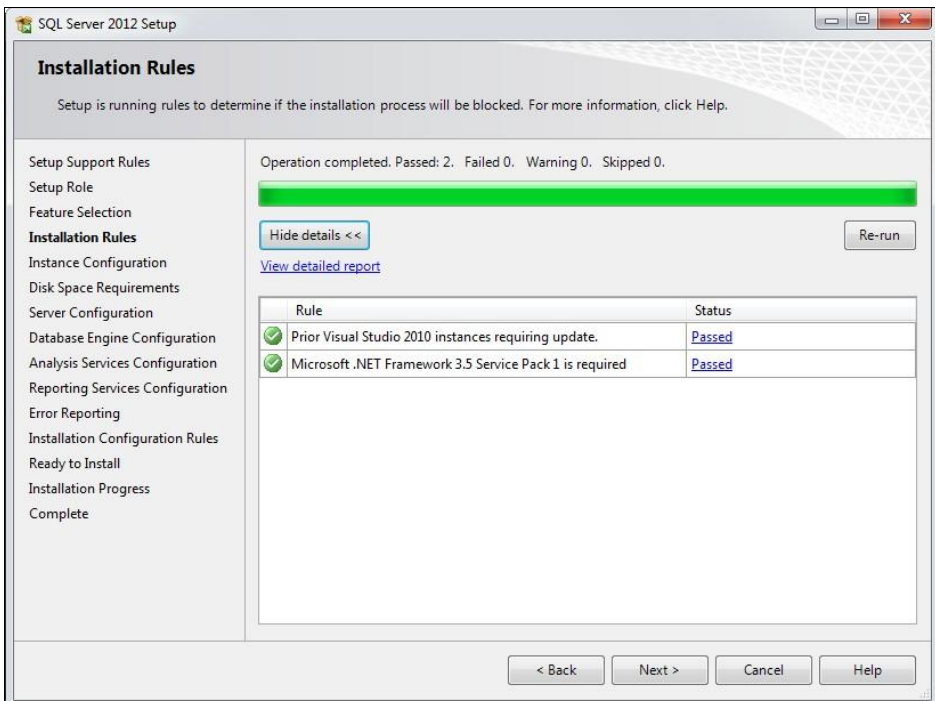 SQL Server 2012 Setup
Installation Rules
Setup is running rules to determine if the installation process will be blocked. For more information, click Help.
Setup Support Rules
Setup Role
Feature Selection
Installation Rules
Instance Configuration
Disk Space Requirements
Server Configuration
Database Engine Configuration
Analysis Services Configuration
Reporting Services Configuration
Error Reporting
Installation Configuration Rules
Ready to Install
Installation Progress
Complete
Operation completed. Passed: 2. Failed 0. Warning 0. Skipped 0.
Hide details << Re-run
View detailed report
Rule Status
Prior Visual Studio 2010 instances requiring update. Passed
Microsoft .NET Framework 3.5 Service Pack 1 is required Passed
< Back Next > Cancel Help